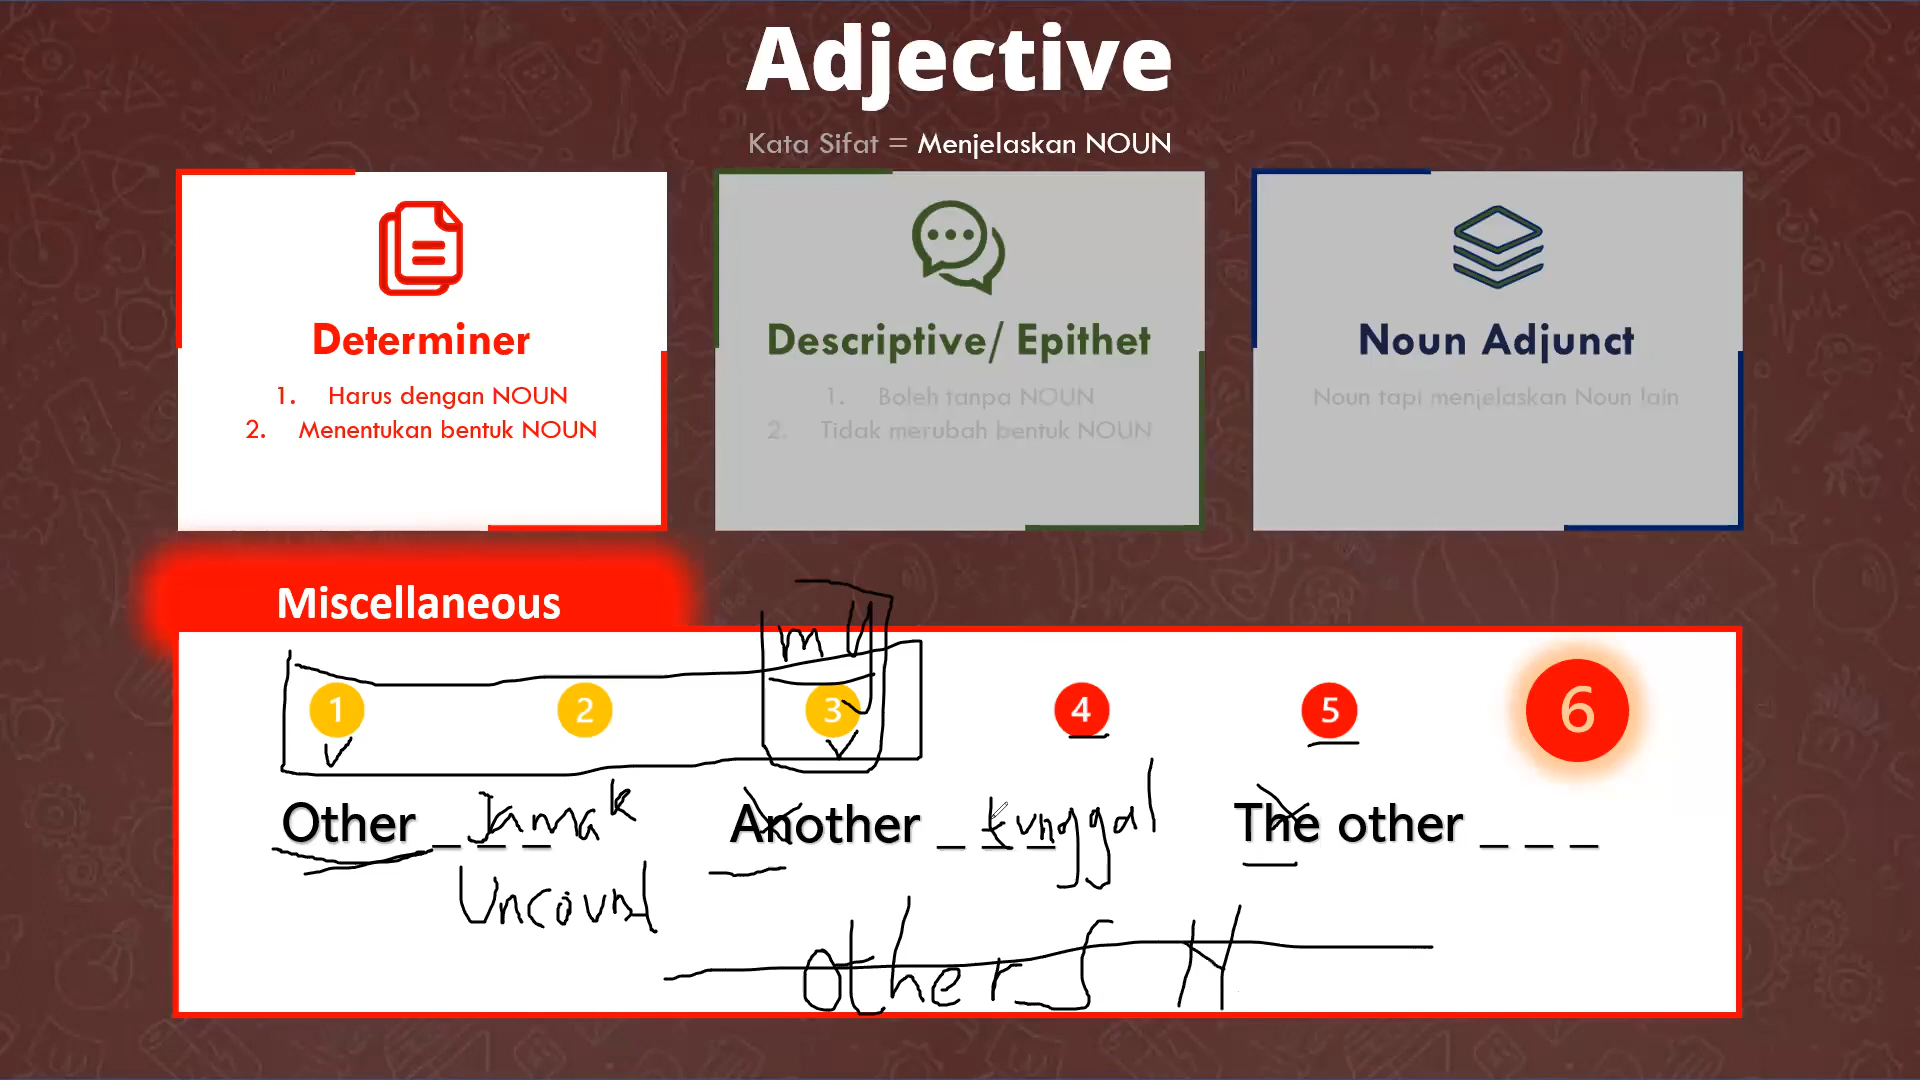 Adjective
Kata Sifat = Menjelaskan NOUN
Determiner
1. Harus dengan NOUN
2. Menentukan bentuk NOUN
Descriptive/ Epithet
1. Boleh tanpa NOUN
2. Tidak merubah bentuk NOUN
Noun Adjunct
Noun tapi menjelaskan Noun lain
Miscellaneous
my
1 2 3 4 5 6
Other _ _ _ Jamak
Another _ _ _ tunggal
The other _ _ _
Uncount
others N